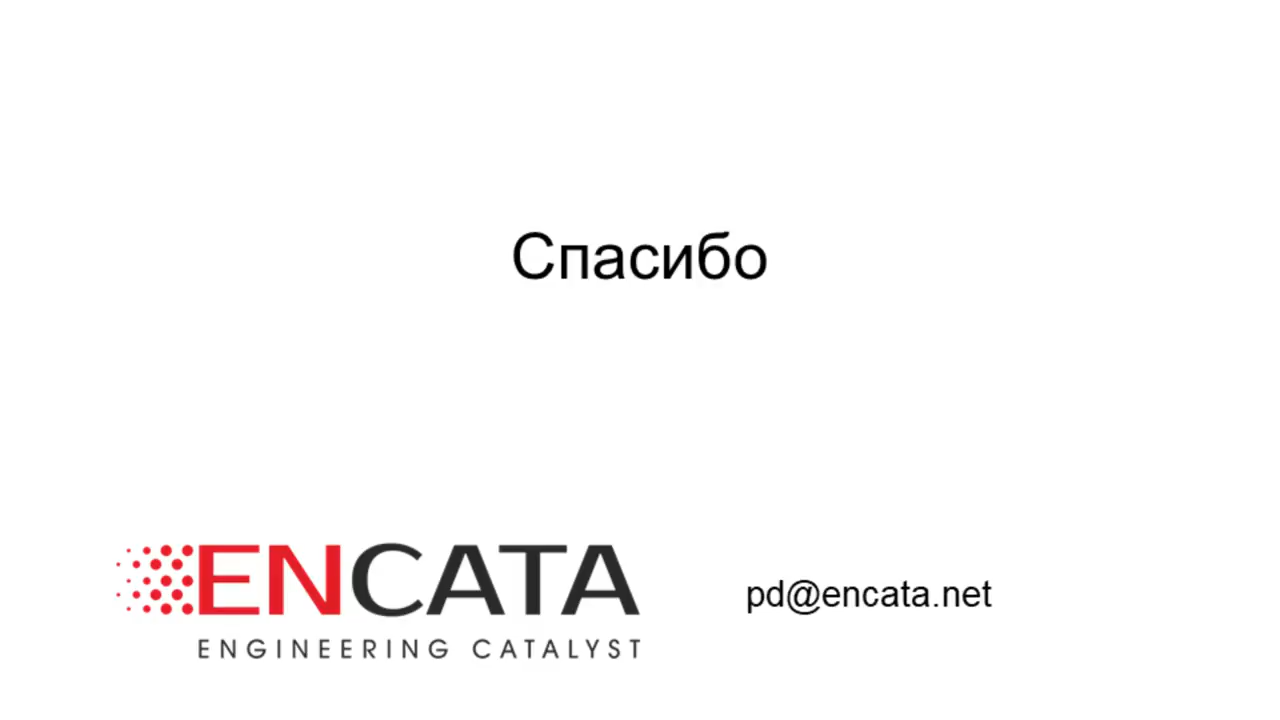 Спасибо
ENCATA
ENGINEERING CATALYST
pd@encata.net